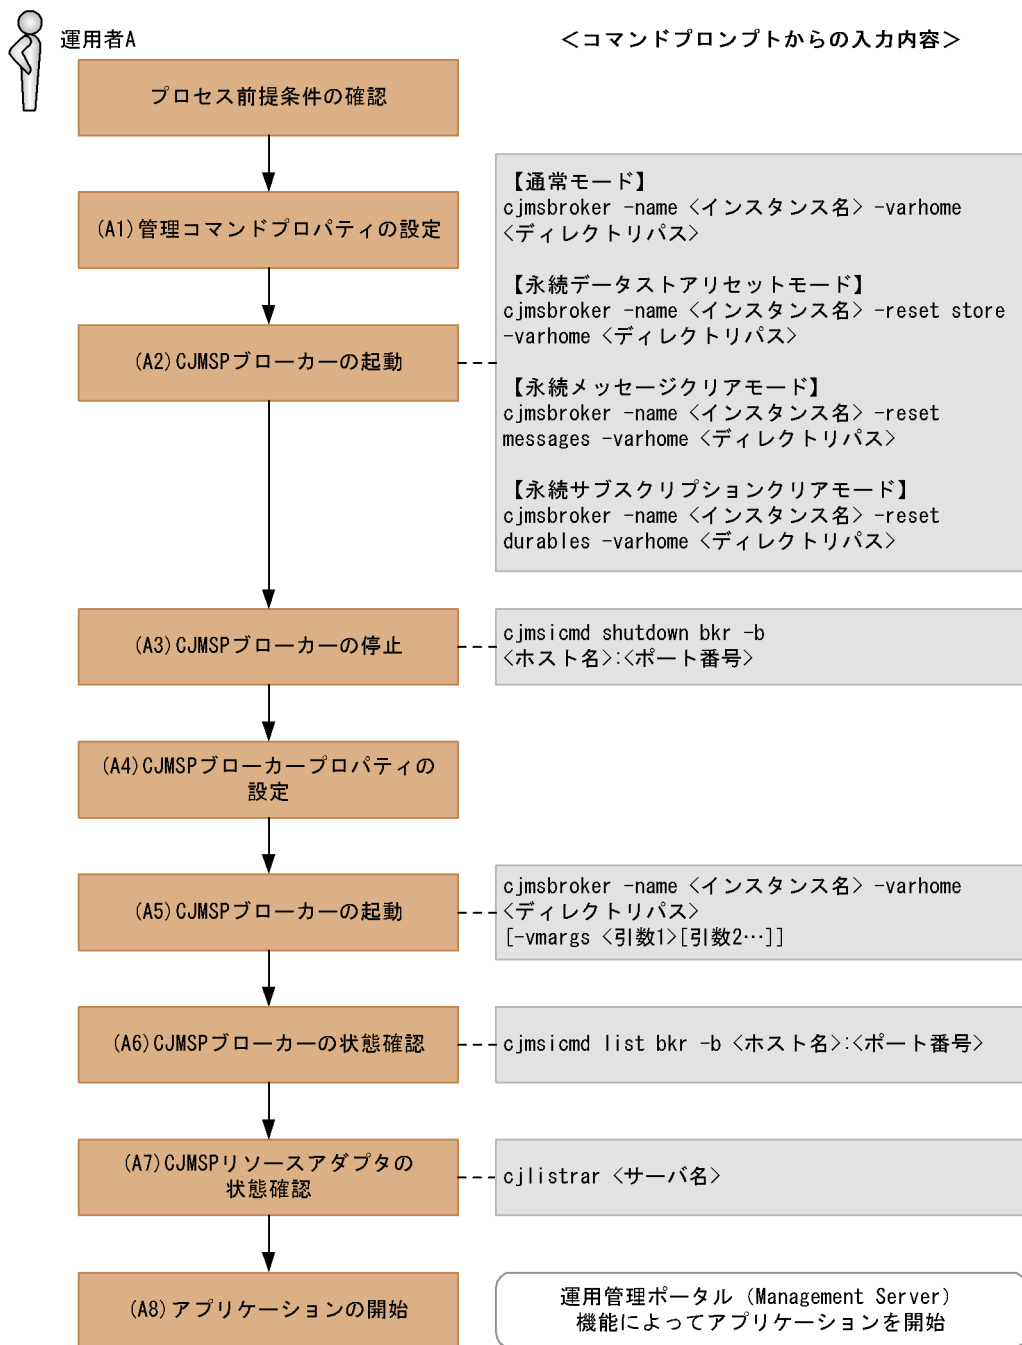 運用者A
＜コマンドプロンプトからの入力内容＞
プロセス前提条件の確認
(A1)管理コマンドプロパティの設定
(A2)CJMSPブローカーの起動
【通常モード】
cjmsbroker -name <インスタンス名> -varhome
<ディレクトリパス>
【永続データストアリセットモード】
cjmsbroker -name <インスタンス名> -reset store
-varhome <ディレクトリパス>
【永続メッセージクリアモード】
cjmsbroker -name <インスタンス名> -reset
messages -varhome <ディレクトリパス>
【永続サブスクリプションクリアモード】
cjmsbroker -name <インスタンス名> -reset
durables -varhome <ディレクトリパス>
(A3)CJMSPブローカーの停止
cjmsicmd shutdown bkr -b
<ホスト名>:<ポート番号>
(A4)CJMSPブローカープロパティの
設定
(A5)CJMSPブローカーの起動
cjmsbroker -name <インスタンス名> -varhome
<ディレクトリパス>
[-vmargs <引数1>[引数2…]]
(A6)CJMSPブローカーの状態確認
cjmsicmd list bkr -b <ホスト名>:<ポート番号>
(A7)CJMSPリソースアダプタの
状態確認
cjlistrar <サーバ名>
(A8)アプリケーションの開始
運用管理ポータル（Management Server）
機能によってアプリケーションを開始